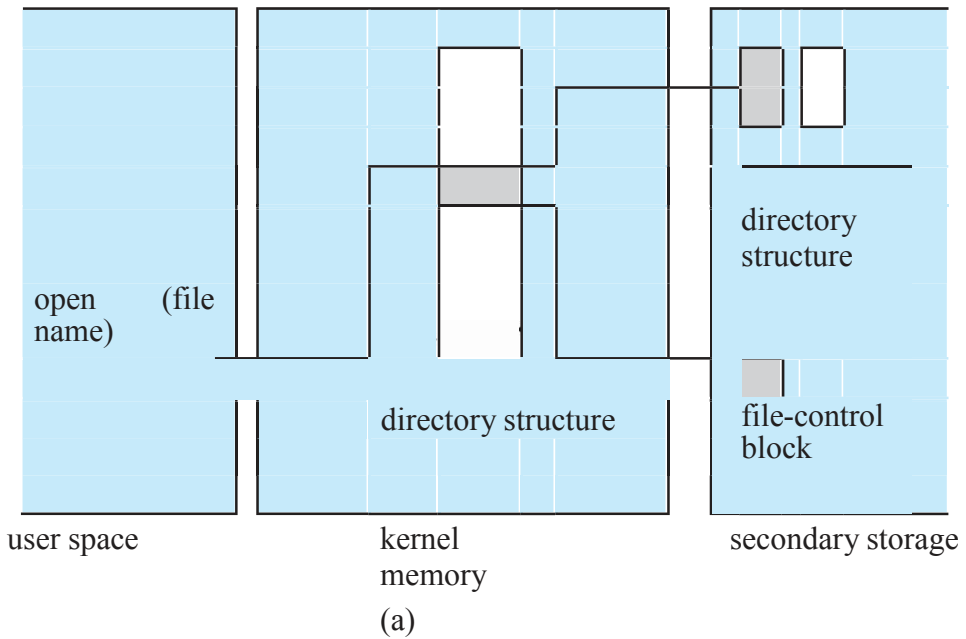 directory
structure
open (file
name)
directory structure
file-control
block
user space
kernel
memory
secondary storage
(a)